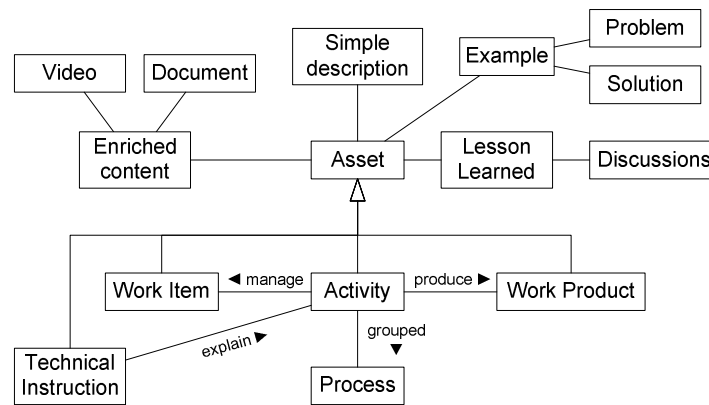 Problem
Simple
description
Example
Video
Document
Solution
Enriched
content
Asset
Lesson
Learned
Discussions
◄ manage
produce ►
Work Item
Activity
Work Product
explain ►
grouped
▼
Technical
Instruction
Process